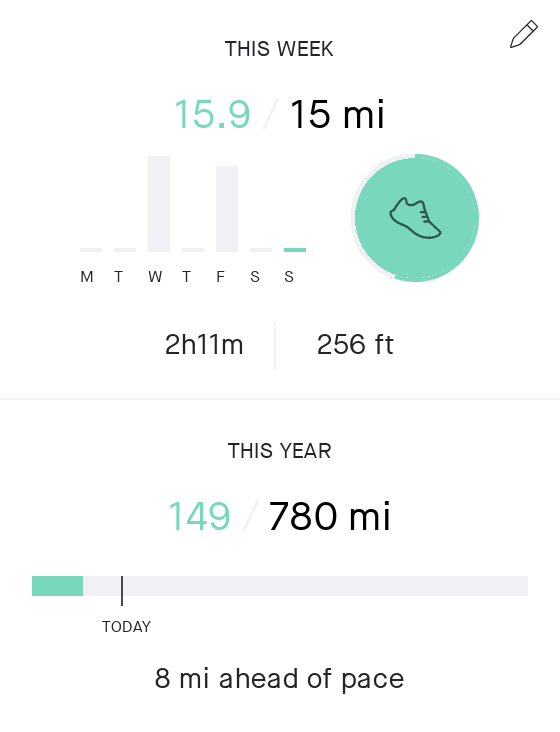 THIS WEEK
15.9 / 15 mi
M T W T F S S
2h11m 256 ft
THIS YEAR
149 / 780 mi
TODAY
8 mi ahead of pace